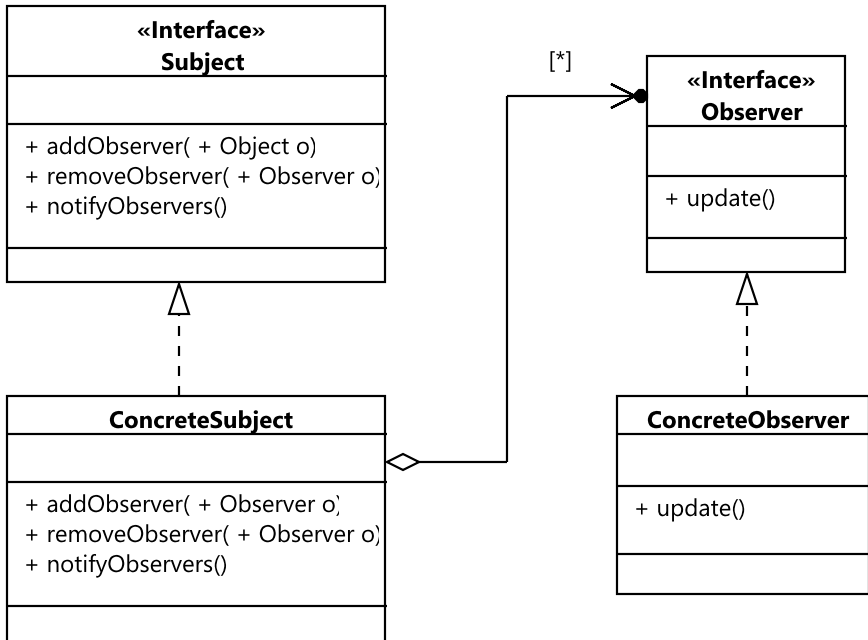 «Interface»
Subject
+ addObserver( + Object o)
+ removeObserver( + Observer o)
+ notifyObservers()
[*]
«Interface»
Observer
+ update()
ConcreteSubject
+ addObserver( + Observer o)
+ removeObserver( + Observer o)
+ notifyObservers()
ConcreteObserver
+ update()